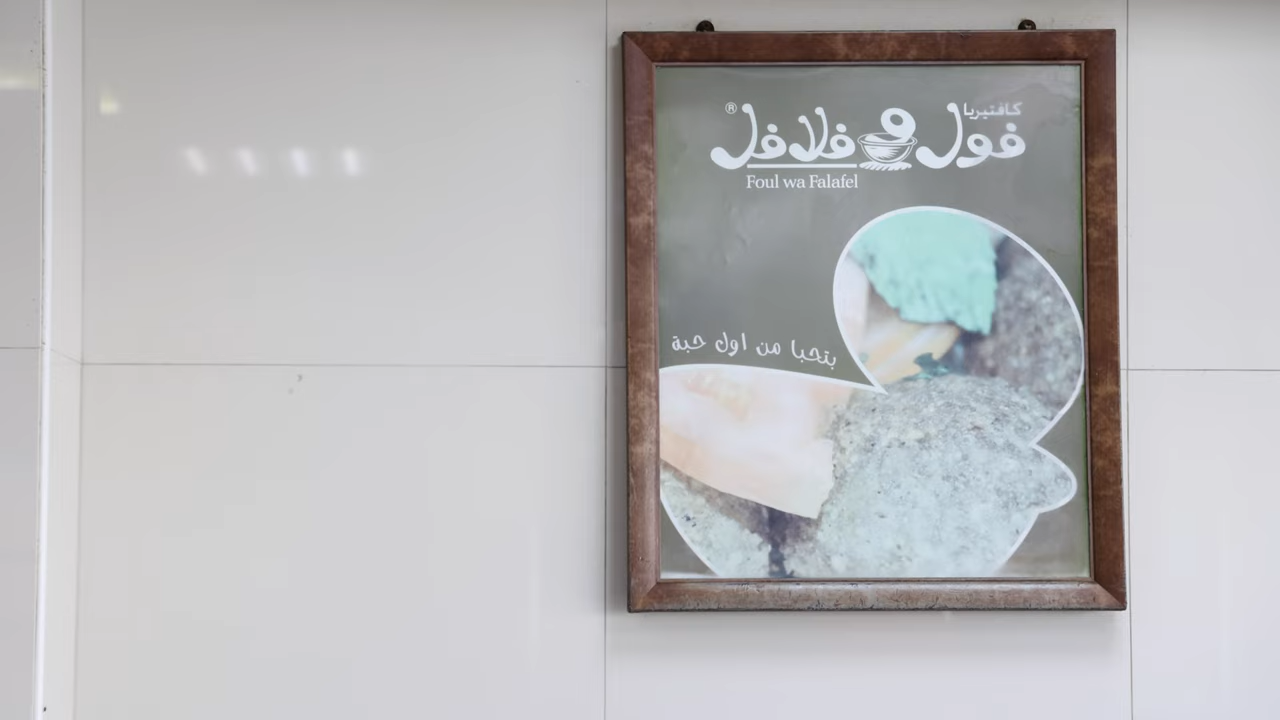 كافتيريا
فول و فلافل ®
Foul wa Falafel
بتحبا من اول حبة